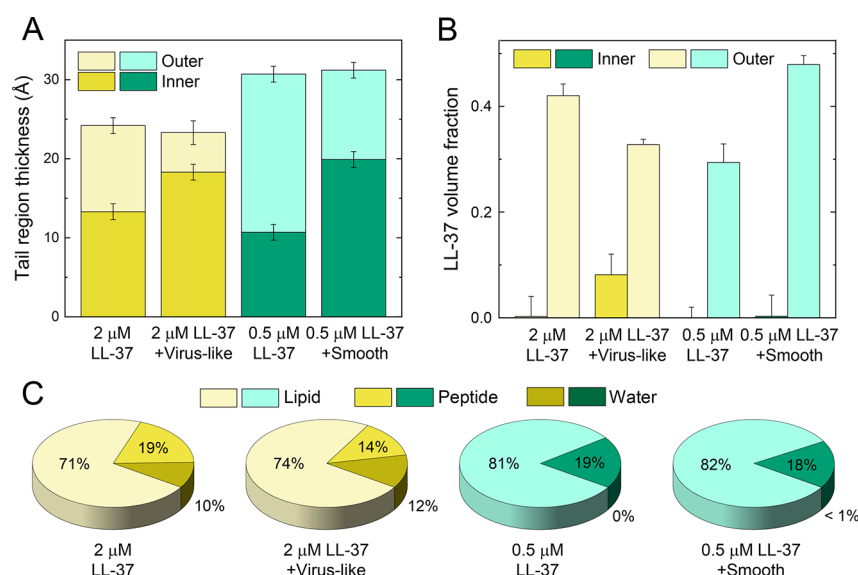 A
Outer
Inner
Tail region thickness (Å)
30
20
10
0
2 μM
LL-37
2 μM LL-37
+Virus-like
0.5 μM
LL-37
0.5 μM LL-37
+Smooth
B
Inner
Outer
LL-37 volume fraction
0.4
0.2
0.0
2 μM
LL-37
2 μM LL-37
+Virus-like
0.5 μM
LL-37
0.5 μM LL-37
+Smooth
C
Lipid
Peptide
Water
71%
19%
10%
2 μM
LL-37
74%
14%
12%
2 μM LL-37
+Virus-like
81%
19%
0%
0.5 μM
LL-37
82%
18%
< 1%
0.5 μM LL-37
+Smooth